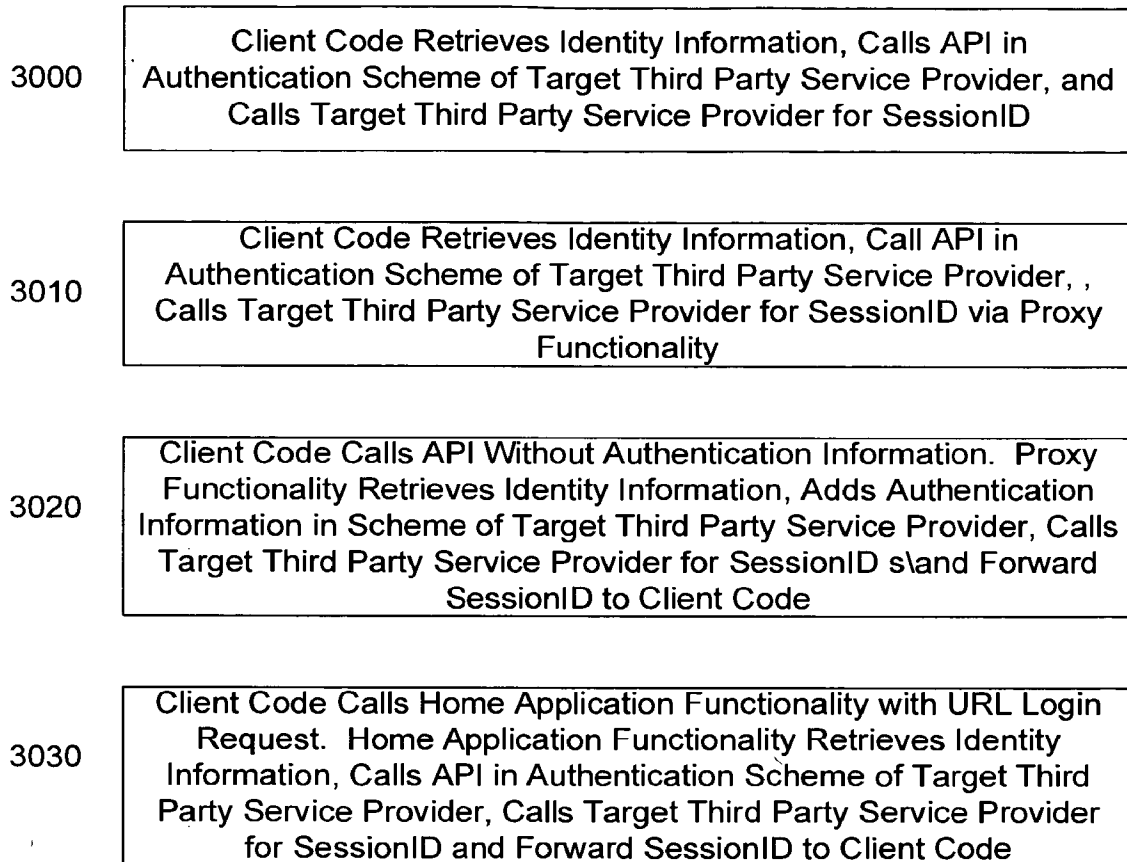 Client Code Retrieves Identity Information, Calls API in
3000
Authentication Scheme of Target Third Party Service Provider, and
Calls Target Third Party Service Provider for SessionID
Client Code Retrieves Identity Information, Call API in
Authentication Scheme of Target Third Party Service Provider, ,
3010
Calls Target Third Party Service Provider for SessionID via Proxy
Functionality
Client Code Calls API Without Authentication Information. Proxy
Functionality Retrieves Identity Information, Adds Authentication
3020
Information in Scheme of Target Third Party Service Provider, Calls
Target Third Party Service Provider for SessionID s\and Forward
SessionID to Client Code
Client Code Calls Home Application Functionality with URL Login
Request. Home Application Functionality Retrieves Identity
3030
Information, Calls API in Authentication Scheme of Target Third
Party Service Provider, Calls Target Third Party Service Provider
for SessionID and Forward SessionID to Client Code